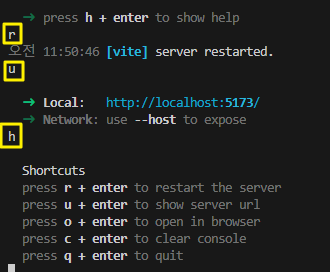 ➜ press h + enter to show help
r
오전 11:50:46 [vite] server restarted.
u
➜ Local: http://localhost:5173/
➜ Network: use --host to expose
h
Shortcuts
press r + enter to restart the server
press u + enter to show server url
press o + enter to open in browser
press c + enter to clear console
press q + enter to quit